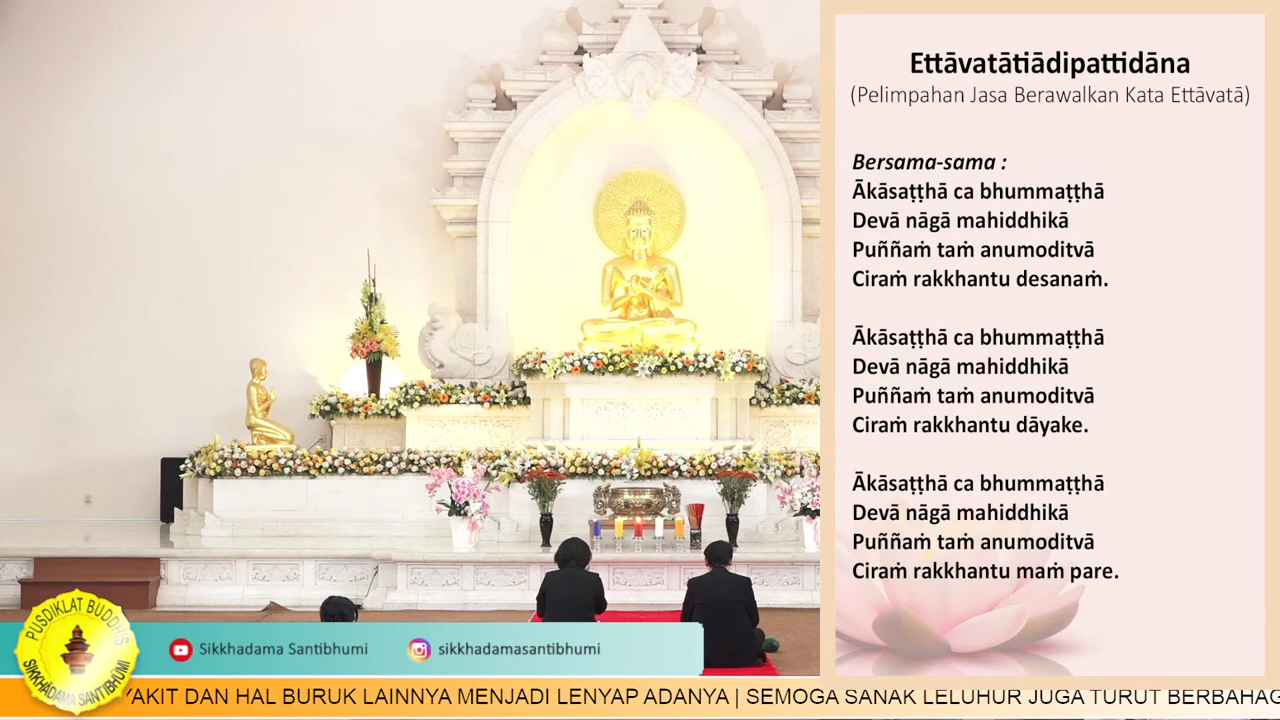 Ettāvatātiādipattidāna
(Pelimpahan Jasa Berawalkan Kata Ettāvatā)
Bersama-sama :
Ākāsaṭṭhā ca bhummaṭṭhā
Devā nāgā mahiddhikā
Puññaṁ taṁ anumoditvā
Ciraṁ rakkhantu desanaṁ.
Ākāsaṭṭhā ca bhummaṭṭhā
Devā nāgā mahiddhikā
Puññaṁ taṁ anumoditvā
Ciraṁ rakkhantu dāyake.
Ākāsaṭṭhā ca bhummaṭṭhā
Devā nāgā mahiddhikā
Puññaṁ taṁ anumoditvā
Ciraṁ rakkhantu maṁ pare.
PUSDIKLAT BUDDHIS
SIKKHADAMA SANTIBHUMI
Sikkhadama Santibhumi
sikkhadamasantibhumi
YAKIT DAN HAL BURUK LAINNYA MENJADI LENYAP ADANYA | SEMOGA SANAK LELUHUR JUGA TURUT BERBAHAG